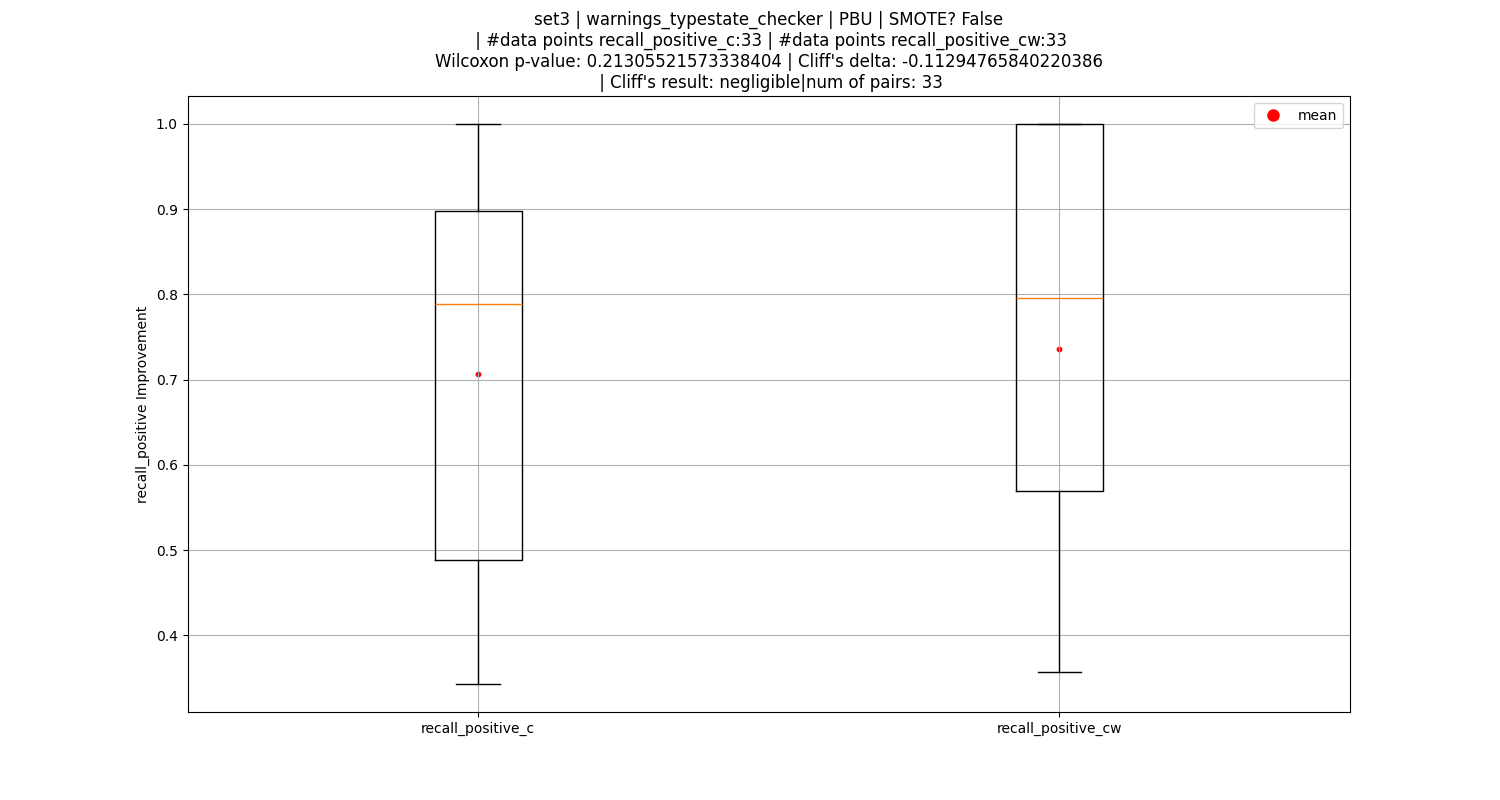 set3 | warnings_typestate_checker | PBU | SMOTE? False
| #data points recall_positive_c:33 | #data points recall_positive_cw:33
Wilcoxon p-value: 0.21305521573338404 | Cliff's delta: -0.11294765840220386
| Cliff's result: negligible|num of pairs: 33
mean
1.0
0.9
0.8
0.7
0.6
0.5
0.4
recall_positive Improvement
recall_positive_c
recall_positive_cw